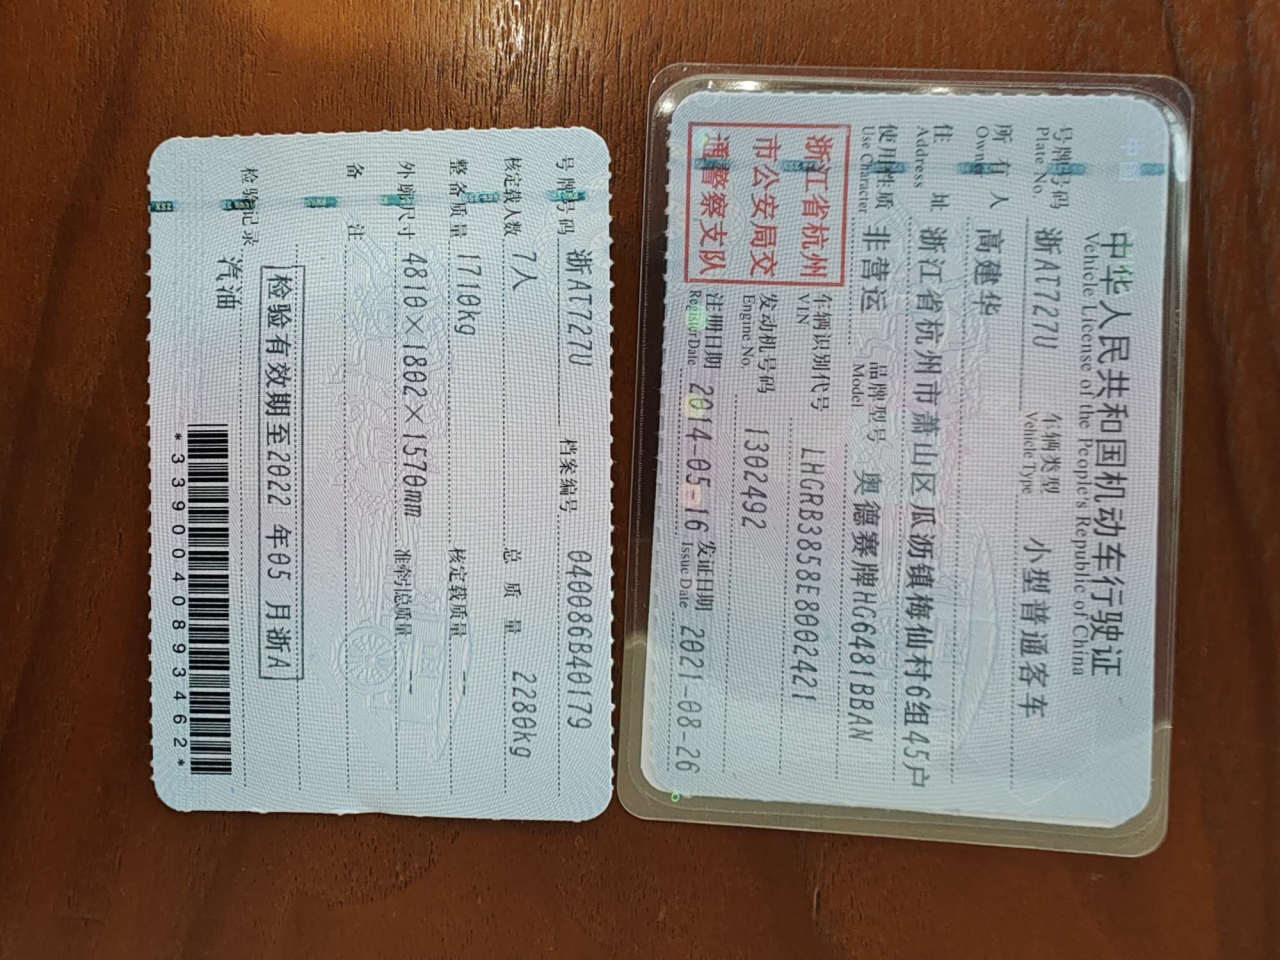 中华人民共和国机动车行驶证
Vehicle License of the People's Republic of China
号牌号码 浙AT727U 车辆类型 小型普通客车
Plate No. Vehicle Type
所有人 高建华
Owner
住址 浙江省杭州市萧山区瓜沥镇梅仙村6组45户
Address
使用性质 非营运 品牌型号 奥德赛牌HG6481BBAN
Use Character Model
浙江省杭州
市公安局交
通警察支队
车辆识别代号 LHGRB3858E8002421
VIN
发动机号码 1302492
Engine No.
注册日期 2014-05-16 发证日期 2021-08-26
Register Date Issue Date
号牌号码 浙AT727U 档案编号 040086B40179
核定载人数 7人 总质量 2280kg
整备质量 1710kg 核定载质量 --
外廓尺寸 4810×1802×1570mm 准牵引总质量 --
备注
检验有效期至2022 年05 月浙A
检验记录
汽油
*3390040893462*